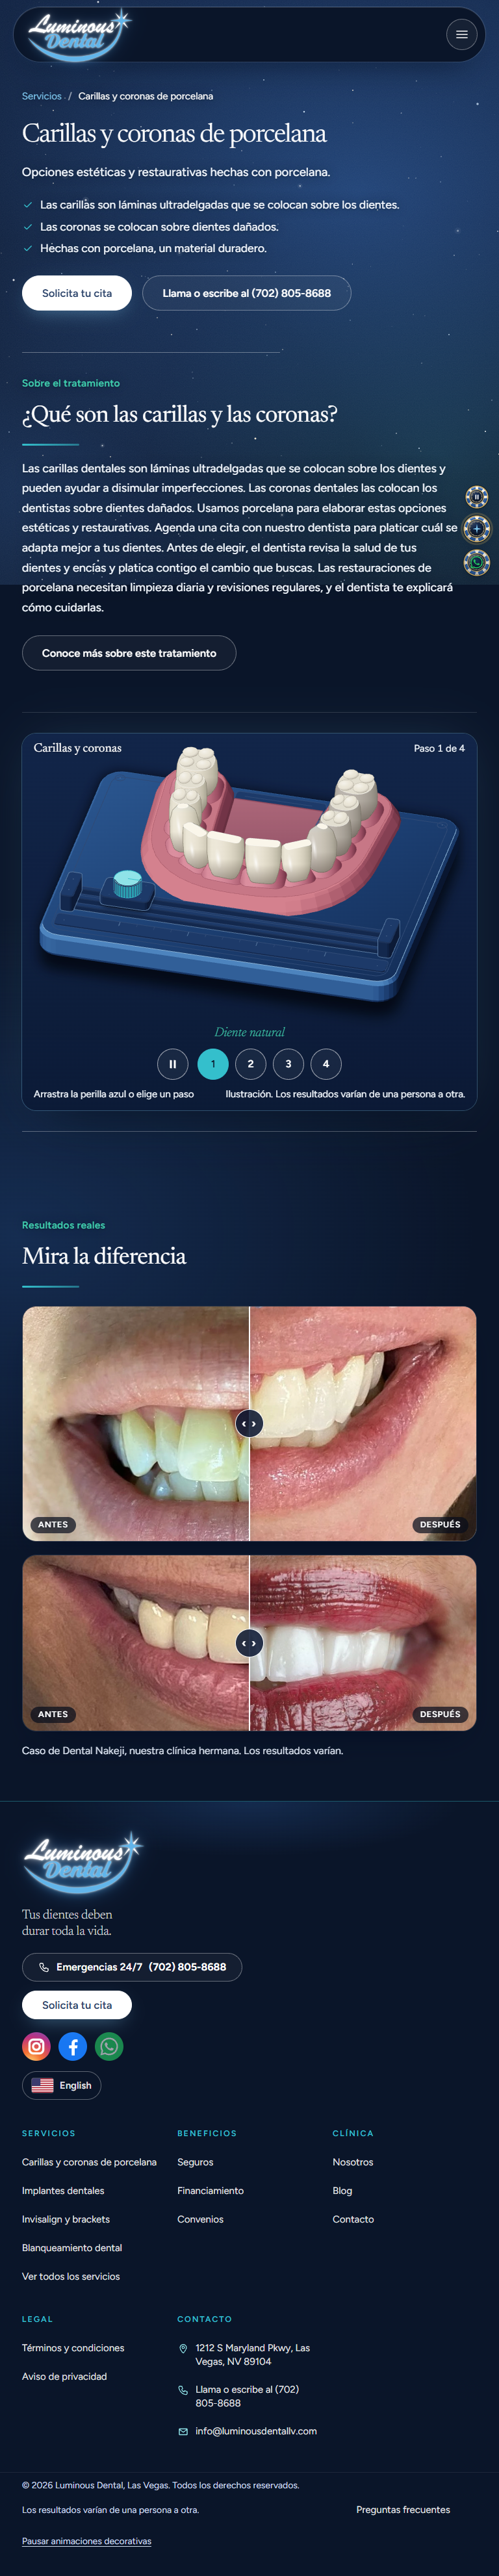 Luminous
Dental
Servicios / Carillas y coronas de porcelana
Carillas y coronas de porcelana
Opciones estéticas y restaurativas hechas con porcelana.
Las carillas son láminas ultradelgadas que se colocan sobre los dientes.
Las coronas se colocan sobre dientes dañados.
Hechas con porcelana, un material duradero.
Solicita tu cita
Llama o escribe al (702) 805-8688
Sobre el tratamiento
¿Qué son las carillas y las coronas?
Las carillas dentales son láminas ultradelgadas que se colocan sobre los dientes y
pueden ayudar a disimular imperfecciones. Las coronas dentales las colocan los
dentistas sobre dientes dañados. Usamos porcelana para elaborar estas opciones
estéticas y restaurativas. Agenda una cita con nuestro dentista para platicar cuál se
adapta mejor a tus dientes. Antes de elegir, el dentista revisa la salud de tus
dientes y encías y platica contigo el cambio que buscas. Las restauraciones de
porcelana necesitan limpieza diaria y revisiones regulares, y el dentista te explicará
cómo cuidarlas.
Conoce más sobre este tratamiento
Carillas y coronas
Paso 1 de 4
Diente natural
1
2
3
4
Arrastra la perilla azul o elige un paso
Ilustración. Los resultados varían de una persona a otra.
Resultados reales
Mira la diferencia
ANTES
DESPUÉS
ANTES
DESPUÉS
Caso de Dental Nakeji, nuestra clínica hermana. Los resultados varían.
Luminous
Dental
Tus dientes deben
durar toda la vida.
Emergencias 24/7 (702) 805-8688
Solicita tu cita
English
SERVICIOS
Carillas y coronas de porcelana
Implantes dentales
Invisalign y brackets
Blanqueamiento dental
Ver todos los servicios
BENEFICIOS
Seguros
Financiamiento
Convenios
CLÍNICA
Nosotros
Blog
Contacto
LEGAL
Términos y condiciones
Aviso de privacidad
CONTACTO
1212 S Maryland Pkwy, Las
Vegas, NV 89104
Llama o escribe al (702)
805-8688
info@luminousdentallv.com
© 2026 Luminous Dental, Las Vegas. Todos los derechos reservados.
Los resultados varían de una persona a otra.
Preguntas frecuentes
Pausar animaciones decorativas